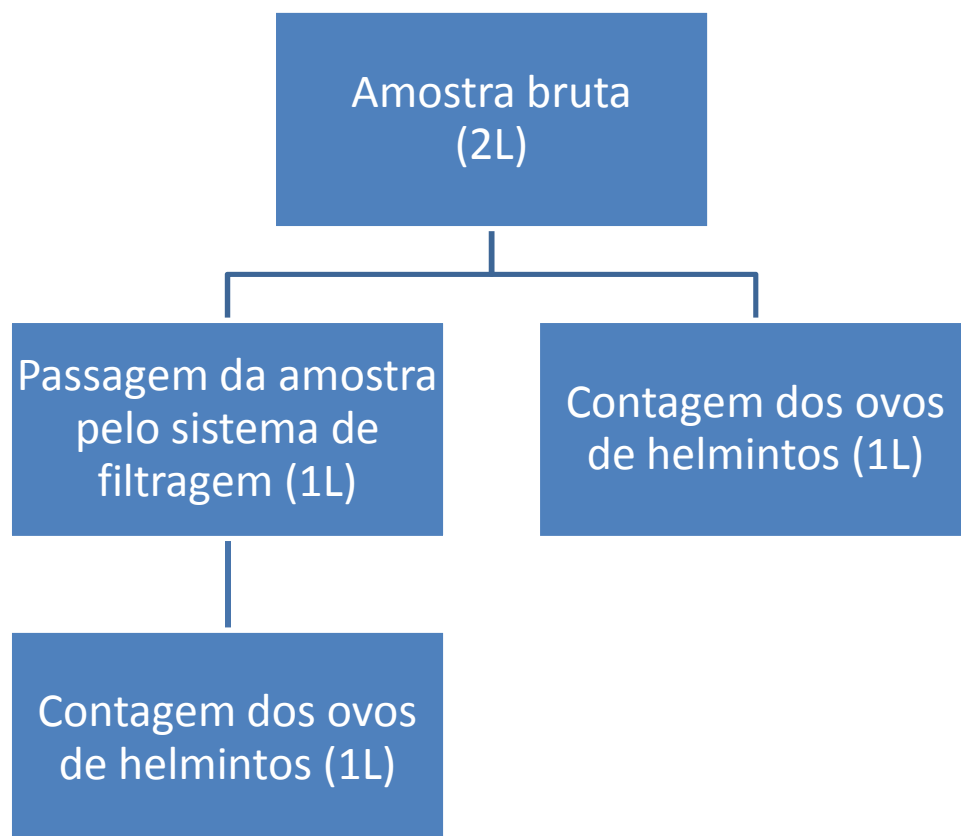 Amostra bruta
(2L)
Passagem da amostra
pelo sistema de
filtragem (1L)
Contagem dos ovos
de helmintos (1L)
Contagem dos ovos
de helmintos (1L)